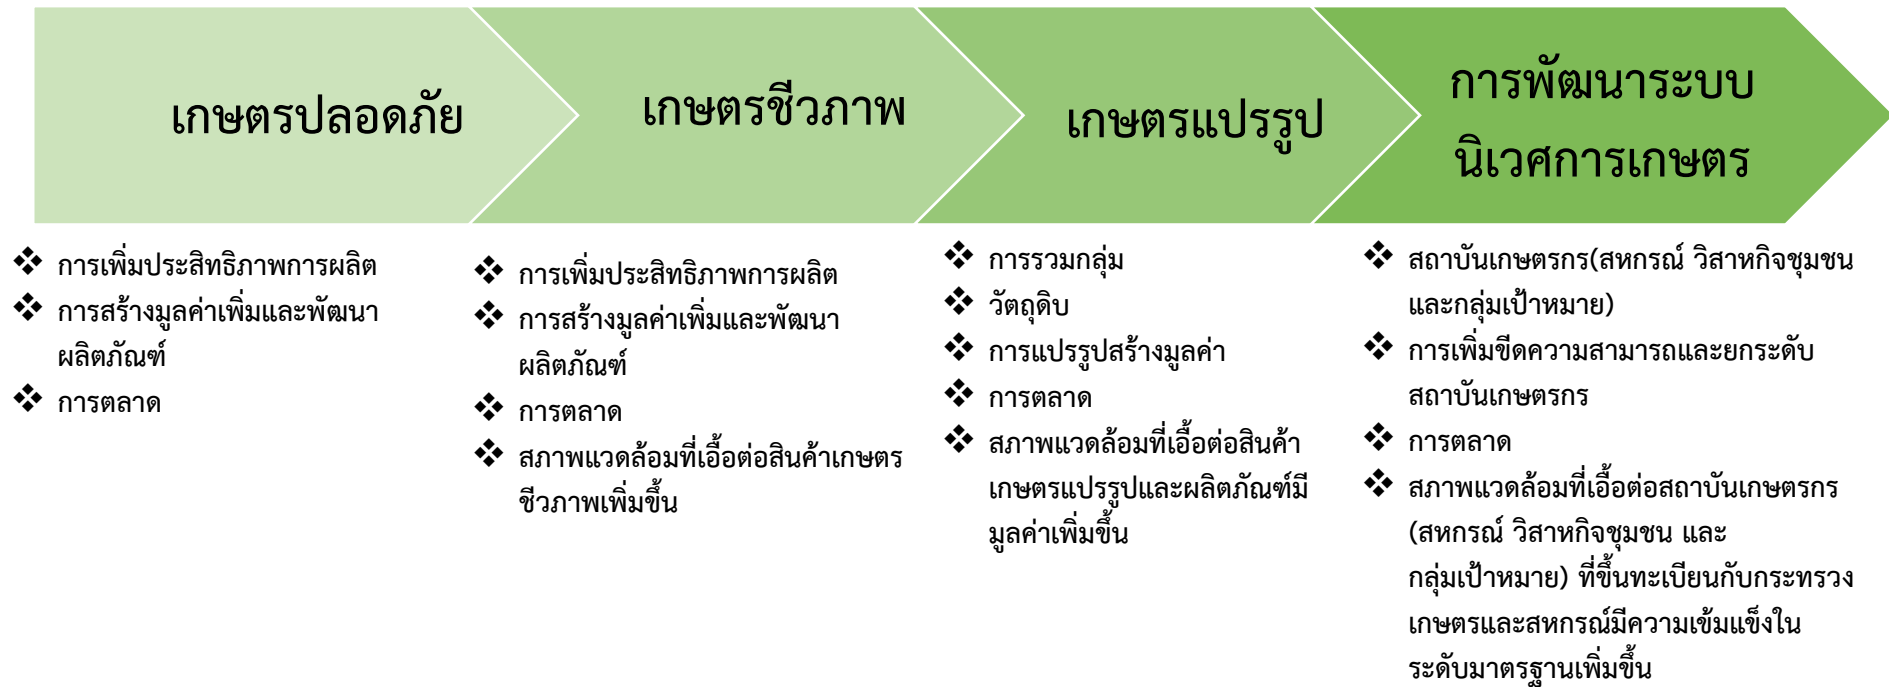 เกษตรปลอดภัย
เกษตรชีวภาพ
เกษตรแปรรูป
การพัฒนาระบบ
นิเวศการเกษตร
❖ การเพิ่มประสิทธิภาพการผลิต
❖ การสร้างมูลค่าเพิ่มและพัฒนา
ผลิตภัณฑ์
❖ การตลาด
❖ การเพิ่มประสิทธิภาพการผลิต
❖ การสร้างมูลค่าเพิ่มและพัฒนา
ผลิตภัณฑ์
❖ การตลาด
❖ สภาพแวดล้อมที่เอื้อต่อสินค้าเกษตร
ชีวภาพเพิ่มขึ้น
❖ การรวมกลุ่ม
❖ วัตถุดิบ
❖ การแปรรูปสร้างมูลค่า
❖ การตลาด
❖ สภาพแวดล้อมที่เอื้อต่อสินค้า
เกษตรแปรรูปและผลิตภัณฑ์มี
มูลค่าเพิ่มขึ้น
❖ สถาบันเกษตรกร(สหกรณ์ วิสาหกิจชุมชน
และกลุ่มเป้าหมาย)
❖ การเพิ่มขีดความสามารถและยกระดับ
สถาบันเกษตรกร
❖ การตลาด
❖ สภาพแวดล้อมที่เอื้อต่อสถาบันเกษตรกร
(สหกรณ์ วิสาหกิจชุมชน และ
กลุ่มเป้าหมาย) ที่ขึ้นทะเบียนกับกระทรวง
เกษตรและสหกรณ์มีความเข้มแข็งใน
ระดับมาตรฐานเพิ่มขึ้น